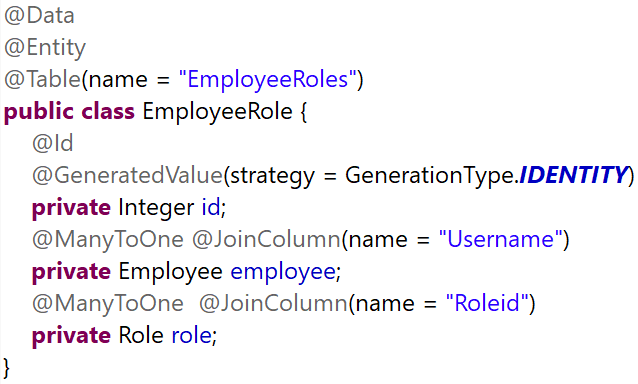 @Data
@Entity
@Table(name = "EmployeeRoles")
public class EmployeeRole {
@Id
@GeneratedValue(strategy = GenerationType.IDENTITY)
private Integer id;
@ManyToOne @JoinColumn(name = "Username")
private Employee employee;
@ManyToOne  @JoinColumn(name = "Roleid")
private Role role;
}